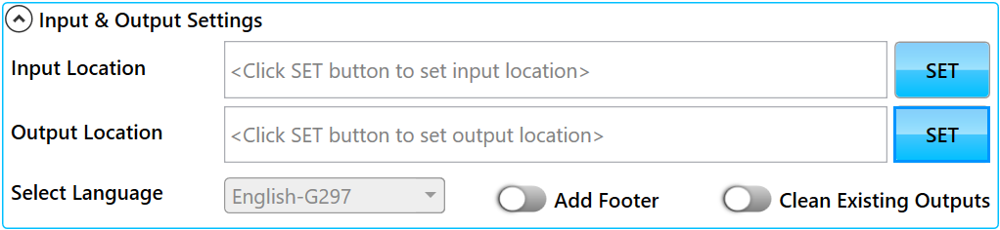 Input & Output Settings
Input Location <Click SET button to set input location> SET
Output Location <Click SET button to set output location> SET
Select Language English-G297 Add Footer Clean Existing Outputs